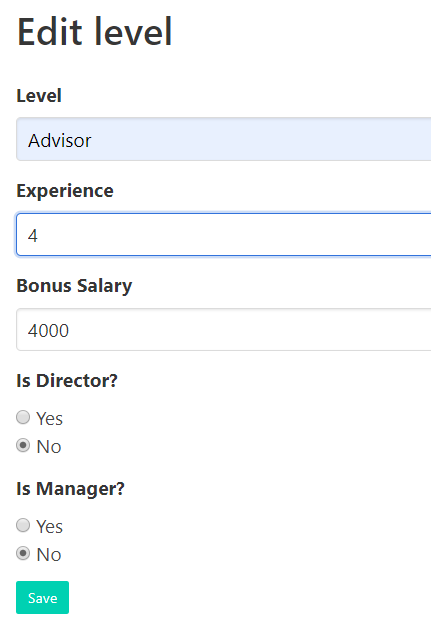 Edit level
Level
Advisor
Experience
4
Bonus Salary
4000
Is Director?
Yes
No
Is Manager?
Yes
No
Save